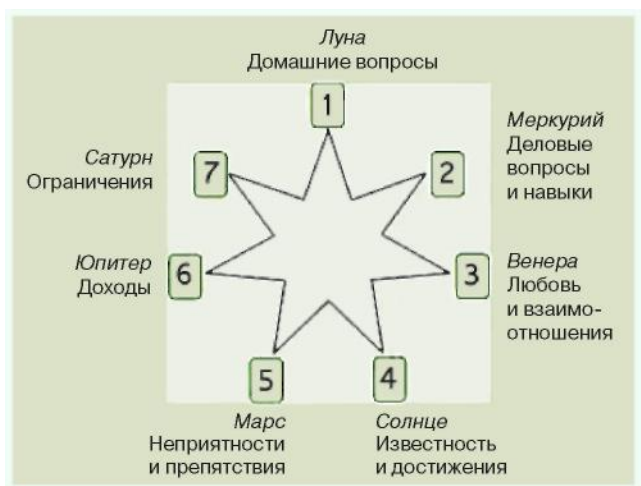 Луна
Домашние вопросы
1
Меркурий
Деловые
вопросы
и навыки
2
Венера
Любовь
и взаимо-
отношения
3
Солнце
Известность
и достижения
4
Марс
Неприятности
и препятствия
5
Юпитер
Доходы
6
Сатурн
Ограничения
7